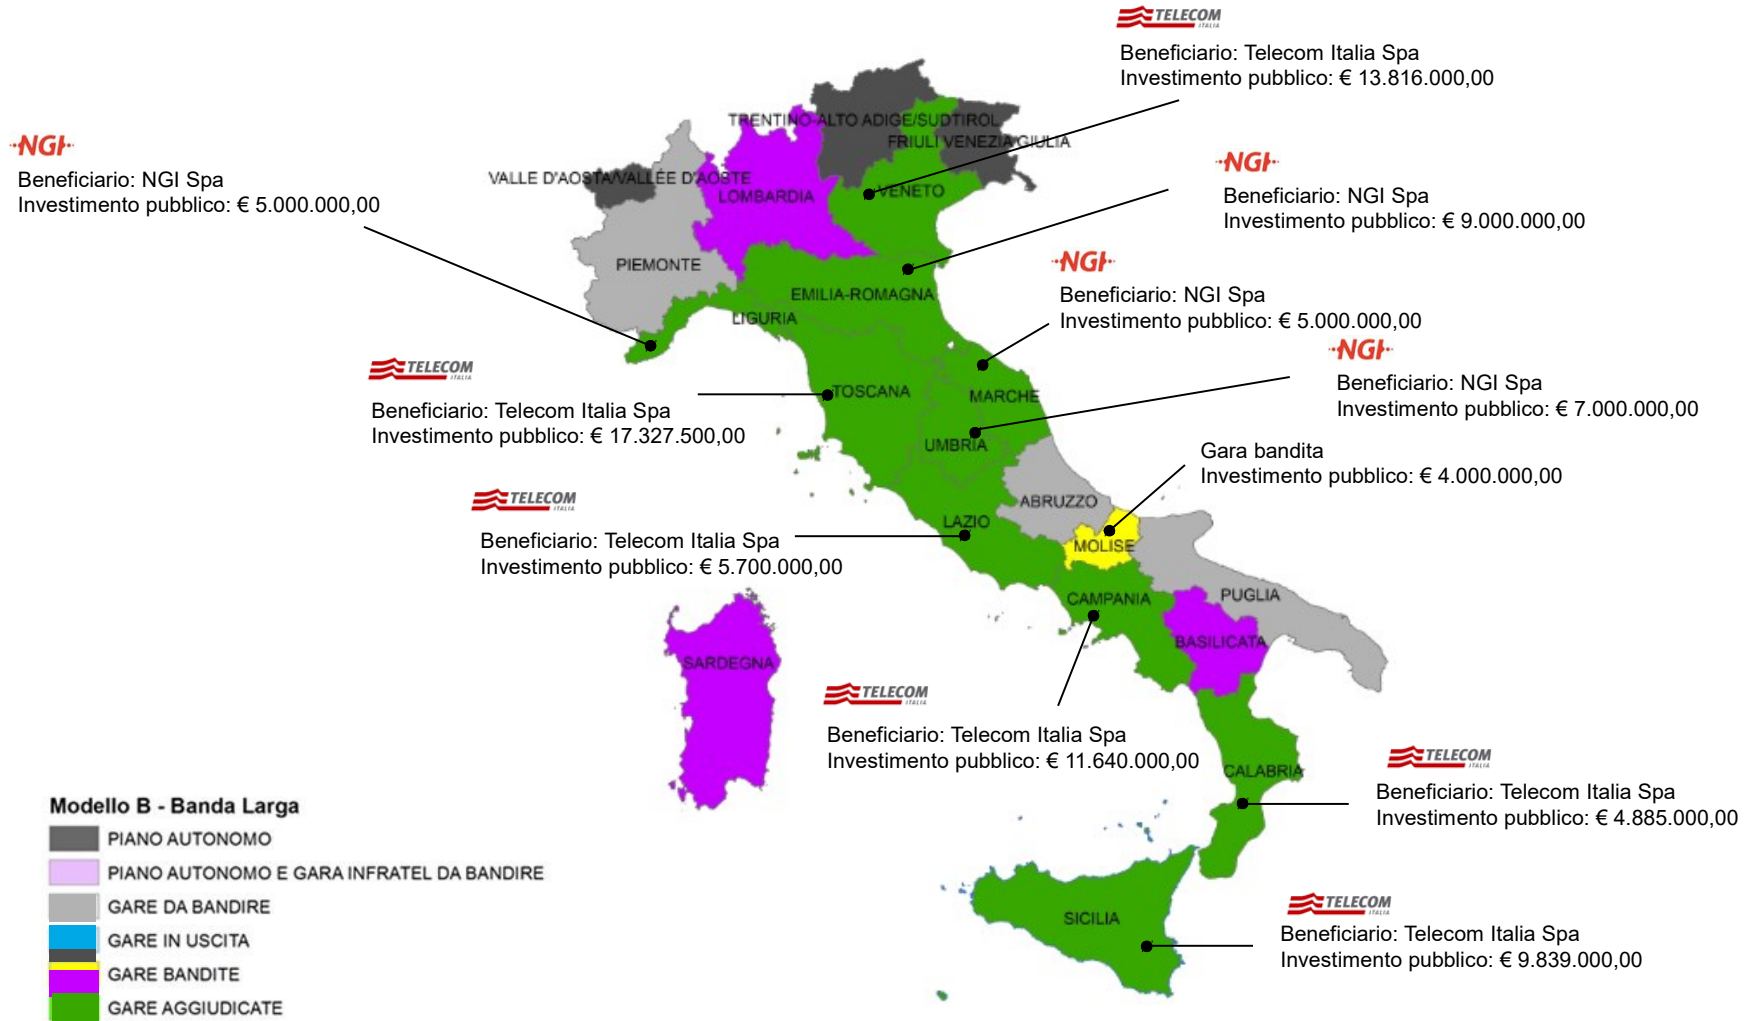 TELECOM
ITALIA
Beneficiario: Telecom Italia Spa
Investimento pubblico: € 13.816.000,00
TRENTINO-ALTO ADIGE/SUDTIROL
FRIULI VENEZIA GIULIA
NGI
Beneficiario: NGI Spa
Investimento pubblico: € 5.000.000,00
VALLE D'AOSTA/VALLÉE D'AOSTE
LOMBARDIA
VENETO
NGI
Beneficiario: NGI Spa
Investimento pubblico: € 9.000.000,00
PIEMONTE
EMILIA-ROMAGNA
LIGURIA
NGI
Beneficiario: NGI Spa
Investimento pubblico: € 5.000.000,00
NGI
Beneficiario: NGI Spa
Investimento pubblico: € 7.000.000,00
TELECOM
ITALIA
Beneficiario: Telecom Italia Spa
Investimento pubblico: € 17.327.500,00
TOSCANA
MARCHE
UMBRIA
Gara bandita
Investimento pubblico: € 4.000.000,00
ABRUZZO
LAZIO
MOLISE
TELECOM
ITALIA
Beneficiario: Telecom Italia Spa
Investimento pubblico: € 5.700.000,00
CAMPANIA
PUGLIA
BASILICATA
SARDEGNA
TELECOM
ITALIA
Beneficiario: Telecom Italia Spa
Investimento pubblico: € 11.640.000,00
CALABRIA
TELECOM
ITALIA
Beneficiario: Telecom Italia Spa
Investimento pubblico: € 4.885.000,00
SICILIA
TELECOM
ITALIA
Beneficiario: Telecom Italia Spa
Investimento pubblico: € 9.839.000,00
Modello B - Banda Larga
PIANO AUTONOMO
PIANO AUTONOMO E GARA INFRATEL DA BANDIRE
GARE DA BANDIRE
GARE IN USCITA
GARE BANDITE
GARE AGGIUDICATE